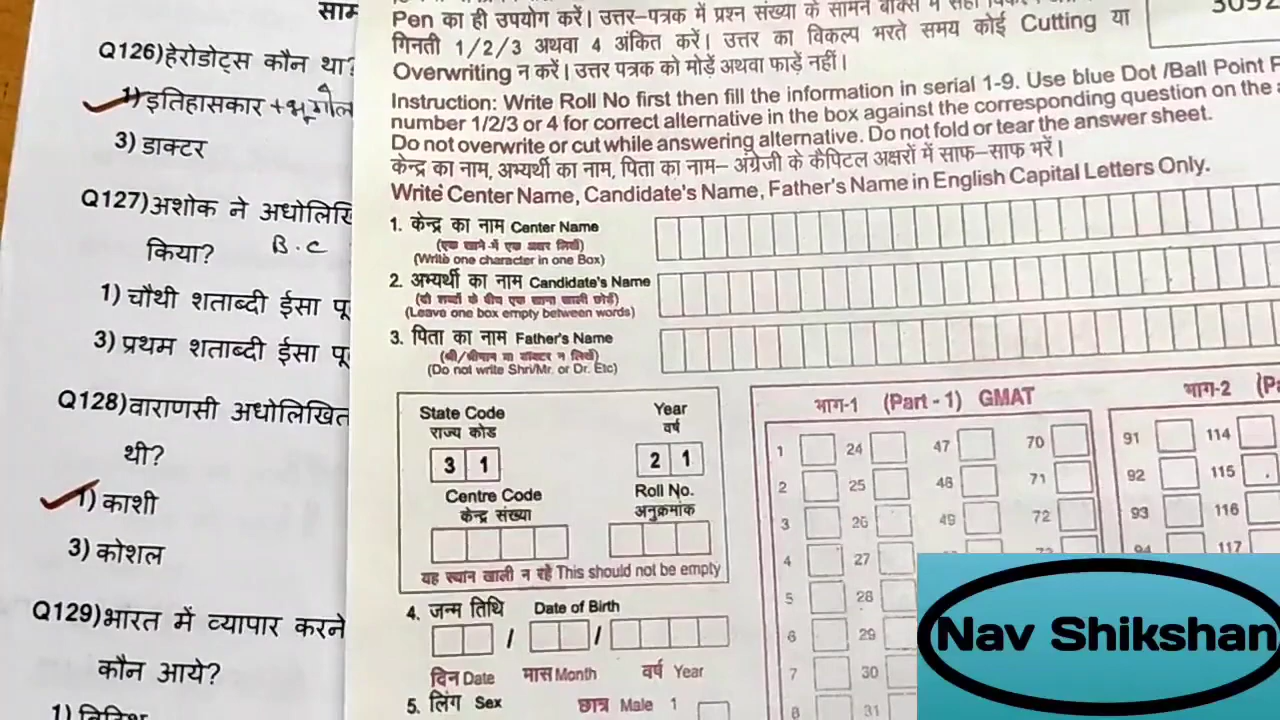 साम
Q126)हेरोडोट्स कौन था?
1)इतिहासकार +भूगोल
3) डाक्टर
Q127)अशोक ने अधोलिखि
किया? B.C
1) चौथी शताब्दी ईसा पू
3) प्रथम शताब्दी ईसा पू
Q128)वाराणसी अधोलिखित
थी?
1) काशी
3) कोशल
Q129)भारत में व्यापार करने
कौन आये?
Pen का ही उपयोग करें। उत्तर-पत्रक में प्रश्न संख्या के सामने बॉक्स में सही
गिनती 1/2/3 अथवा 4 अंकित करें। उत्तर का विकल्प भरते समय कोई Cutting या
Overwriting न करें। उत्तर पत्रक को मोड़ें अथवा फाड़ें नहीं।
Instruction: Write Roll No first then fill the information in serial 1-9. Use blue Dot /Ball Point
number 1/2/3 or 4 for correct alternative in the box against the corresponding question on the
Do not overwrite or cut while answering alternative. Do not fold or tear the answer sheet.
केन्द्र का नाम, अभ्यर्थी का नाम, पिता का नाम– अंग्रेजी के केपिटल अक्षरों में साफ–साफ भरें|
Write Center Name, Candidate's Name, Father's Name in English Capital Letters Only.
1. केन्द्र का नाम Center Name
(एक खाने में एक अक्षर लिखें)
(Write one character in one Box)
2. अभ्यर्थी का नाम Candidate's Name
(दो शब्दों के बीच एक खाना खाली छोड़ें)
(Leave one box empty between words)
3. पिता का नाम Father's Name
(श्री/श्रीमान या डॉक्टर न लिखें)
(Do not write Shri/Mr. or Dr. Etc)
State Code Year
राज्य कोड वर्ष
3 1 2 1
Centre Code Roll No.
केन्द्र संख्या अनुक्रमांक
यह स्थान खाली न रहे This should not be empty
4. जन्म तिथि Date of Birth
/ /
दिन Date मास Month वर्ष Year
5. लिंग Sex छात्र Male 1
भाग-1 (Part - 1) GMAT भाग-2
1 24 47 70 91 114
2 25 48 71 92 115
3 26 49 72 93 116
4 27 94 117
5 28
6 29
7 30
8 31
Nav Shikshan